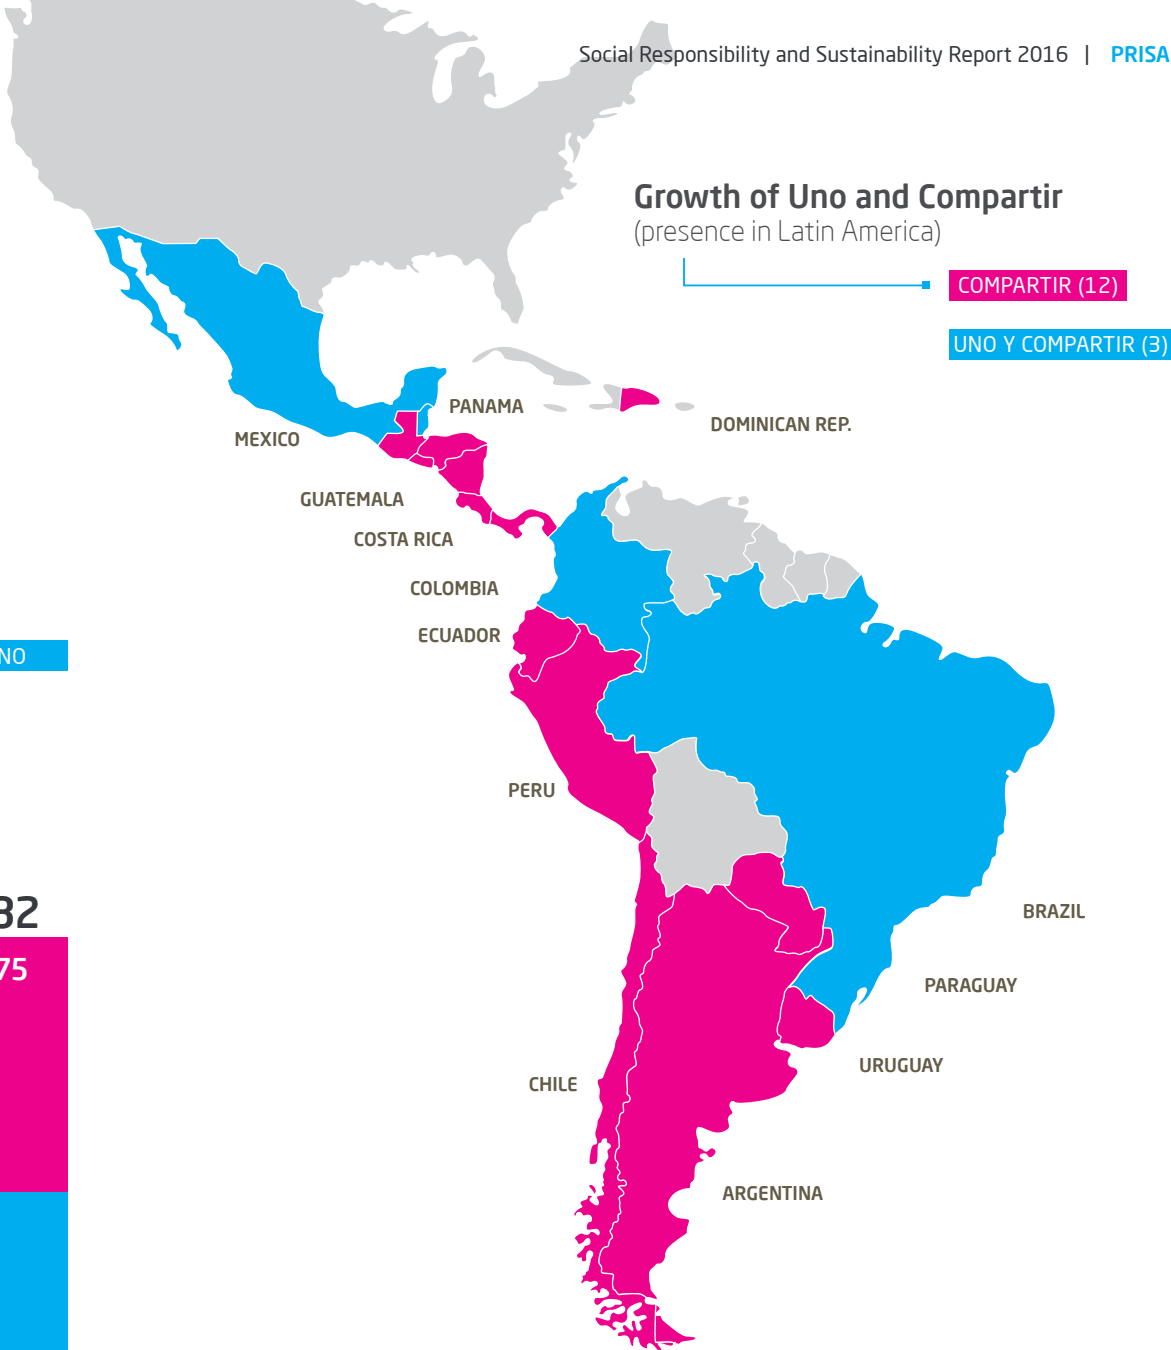 Social Responsibility and Sustainability Report 2016 | PRISA
Growth of Uno and Compartir
(presence in Latin America)
COMPARTIR (12)
UNO Y COMPARTIR (3)
PANAMA
DOMINICAN REP.
MEXICO
GUATEMALA
COSTA RICA
COLOMBIA
ECUADOR
NO
PERU
32
75
BRAZIL
PARAGUAY
URUGUAY
CHILE
ARGENTINA